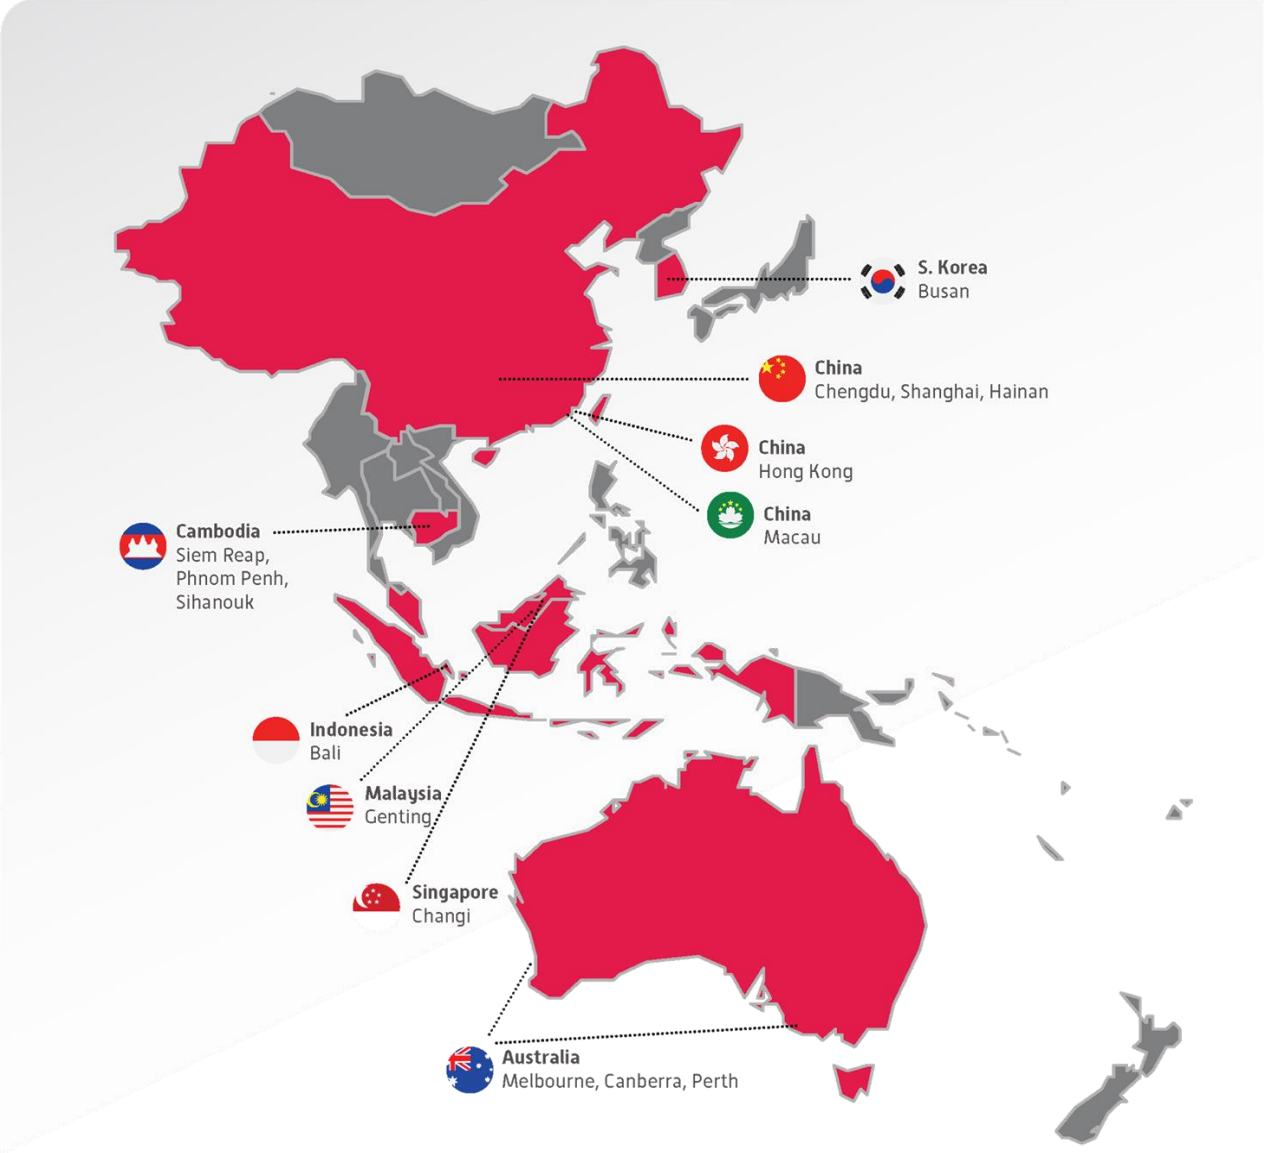 S. Korea
Busan
China
Chengdu, Shanghai, Hainan
China
Hong Kong
China
Macau
Cambodia
Siem Reap,
Phnom Penh,
Sihanouk
Indonesia
Bali
Malaysia
Genting
Singapore
Changi
Australia
Melbourne, Canberra, Perth